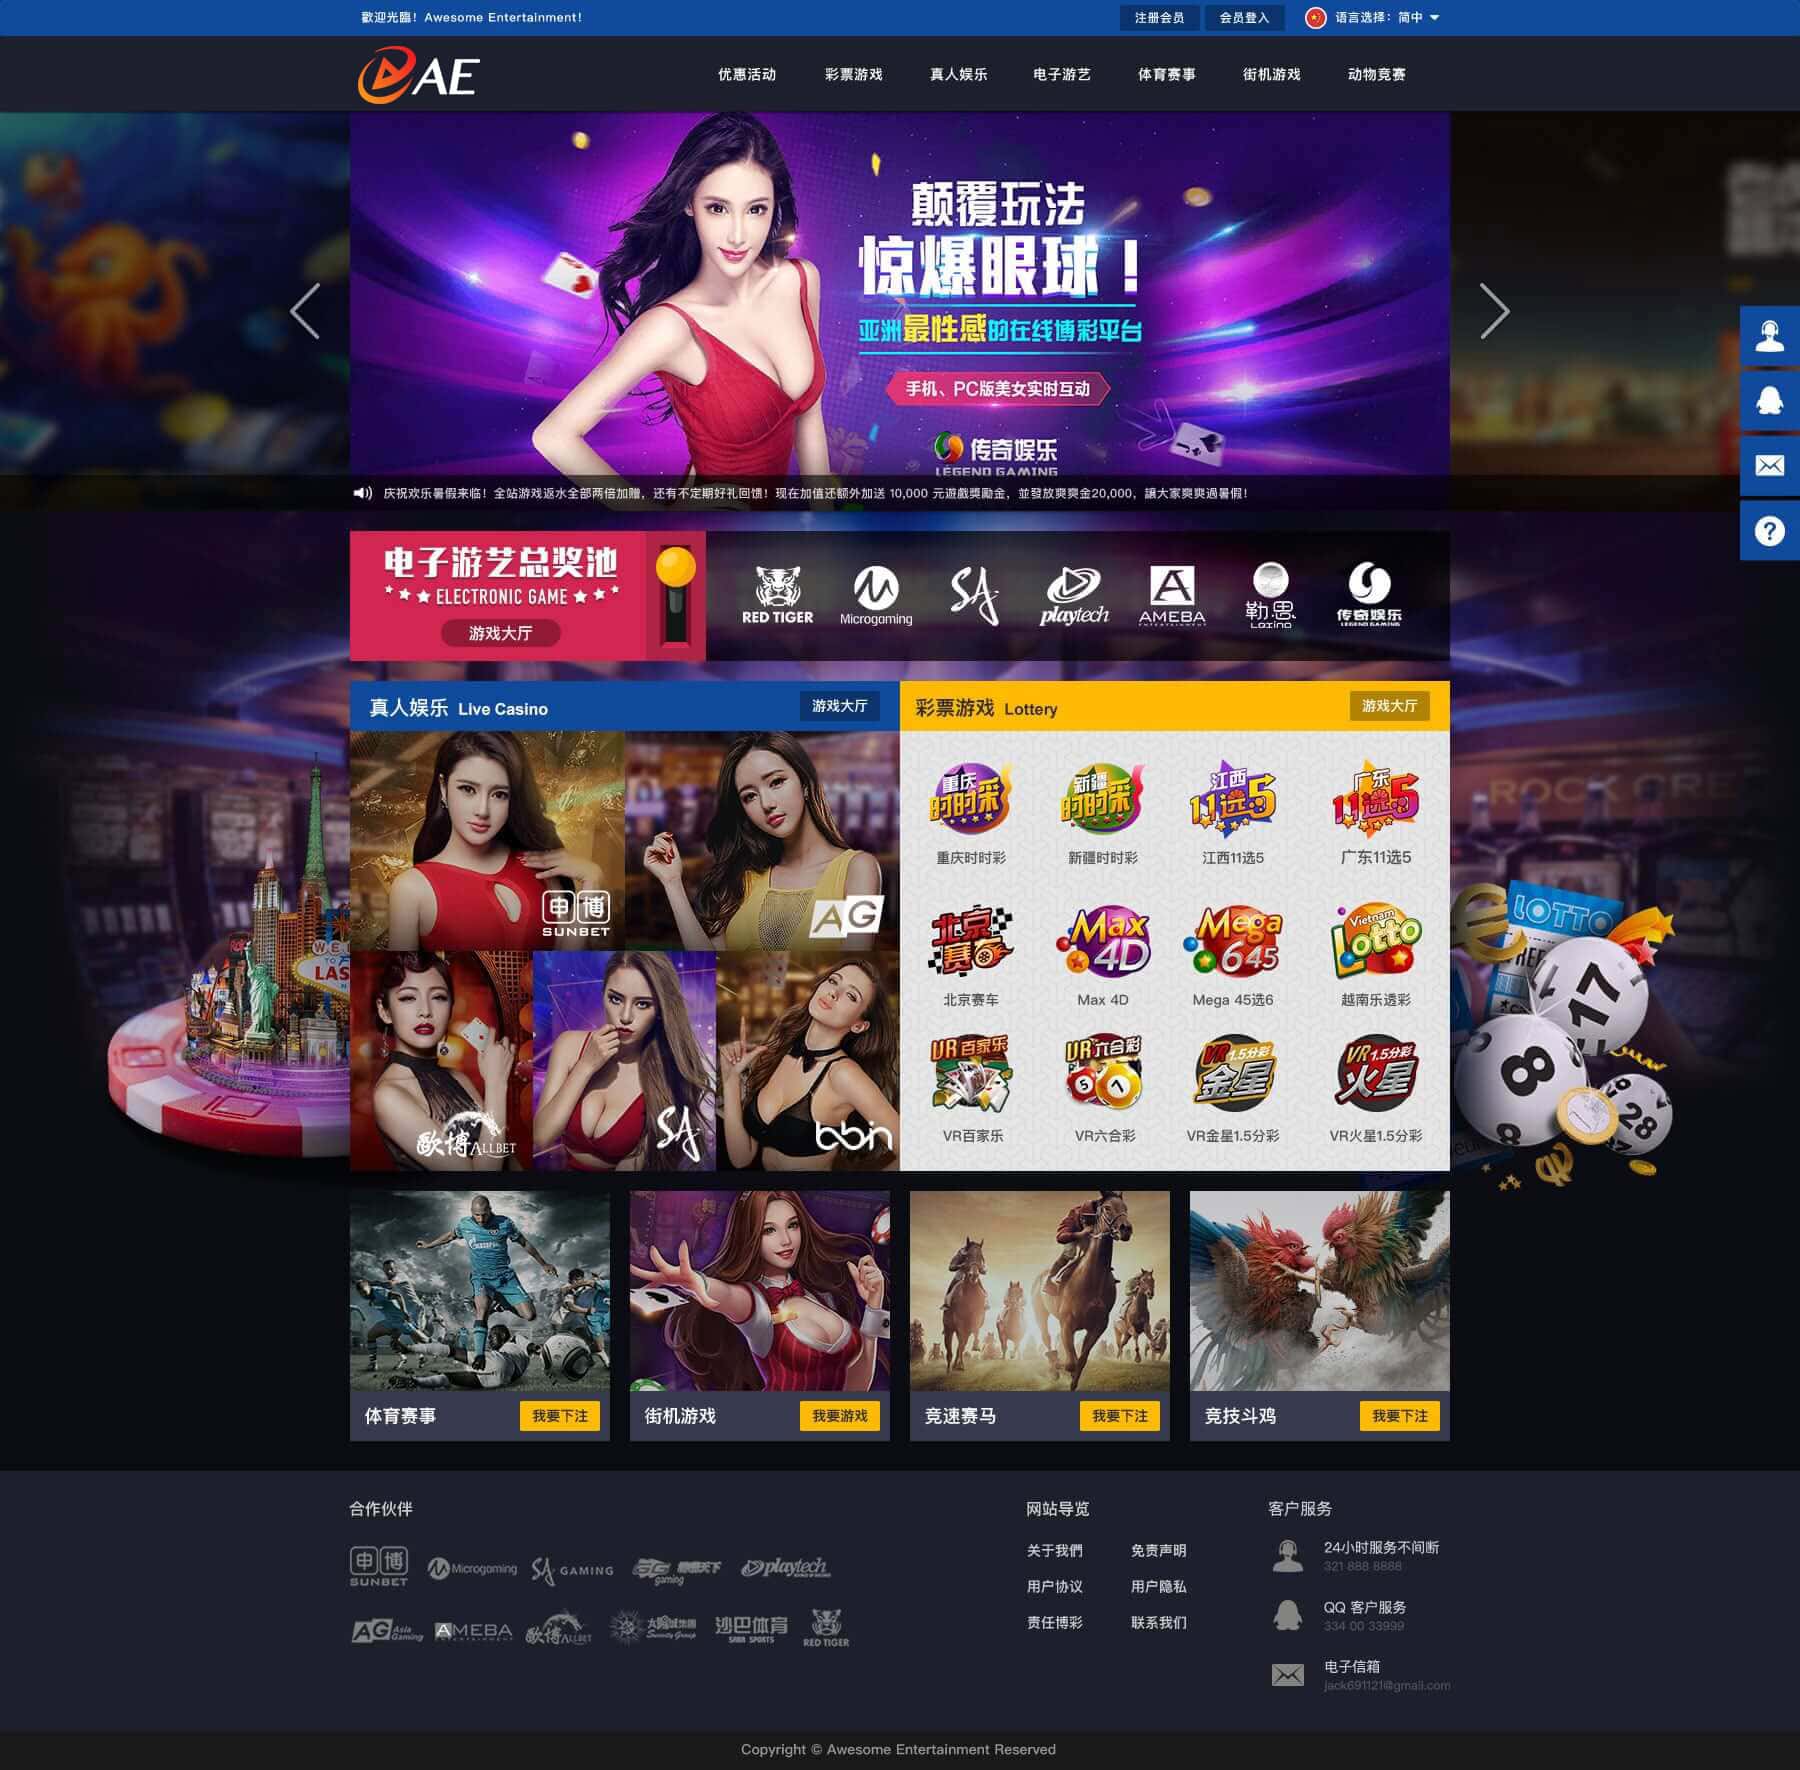 歡迎光臨！Awesome Entertainment！
注册会员
会员登入
语言选择：简中
AE
优惠活动
彩票游戏
真人娱乐
电子游艺
体育赛事
街机游戏
动物竞赛
颠覆玩法
惊爆眼球！
亚洲最性感的在线博彩平台
手机、PC版美女实时互动
传奇娱乐
LEGEND GAMING
庆祝欢乐暑假来临！全站游戏返水全部两倍加赠，还有不定期好礼回馈！现在加值还额外加送 10,000 元遊戲獎勵金，並發放爽爽金20,000，讓大家爽爽過暑假！
电子游艺总奖池
ELECTRONIC GAME
游戏大厅
RED TIGER
Microgaming
SA
playtech
A
AMEBA
ENTERTAINMENT
勒思
传奇娱乐
LEGEND GAMING
真人娱乐 Live Casino
游戏大厅
彩票游戏 Lottery
游戏大厅
申博
SUNBET
AG
歐博 ALLBET
SA
bbin
重庆
时时采
新疆
时时采
江西
11选5
广东
11选5
重庆时时彩
新疆时时彩
江西11选5
广东11选5
北京
赛车
Max
4D
Mega
645
Vietnam
Lotto
北京赛车
Max 4D
Mega 45选6
越南乐透彩
VR百家乐
VR六合彩
5
7
VR1.5分彩
金星
VR1.5分彩
火星
VR百家乐
VR六合彩
VR金星1.5分彩
VR火星1.5分彩
ROCK
WE
TO
LAS
LOTTO
FREE
17
8
28
体育赛事
我要下注
街机游戏
我要游戏
竞速赛马
我要下注
竞技斗鸡
我要下注
合作伙伴
申博
SUNBET
Microgaming
SA GAMING
GG gaming
playtech
AG Asia Gaming
AMEBA
ENTERTAINMENT
歐博 ALLBET
沙巴体育
SABA SPORTS
RED TIGER
网站导览
关于我們
免责声明
用户协议
用户隐私
责任博彩
联系我们
客户服务
24小时服务不间断
321 888 8888
QQ 客户服务
334 00 33999
电子信箱
jack691121@gmail.com
Copyright © Awesome Entertainment Reserved